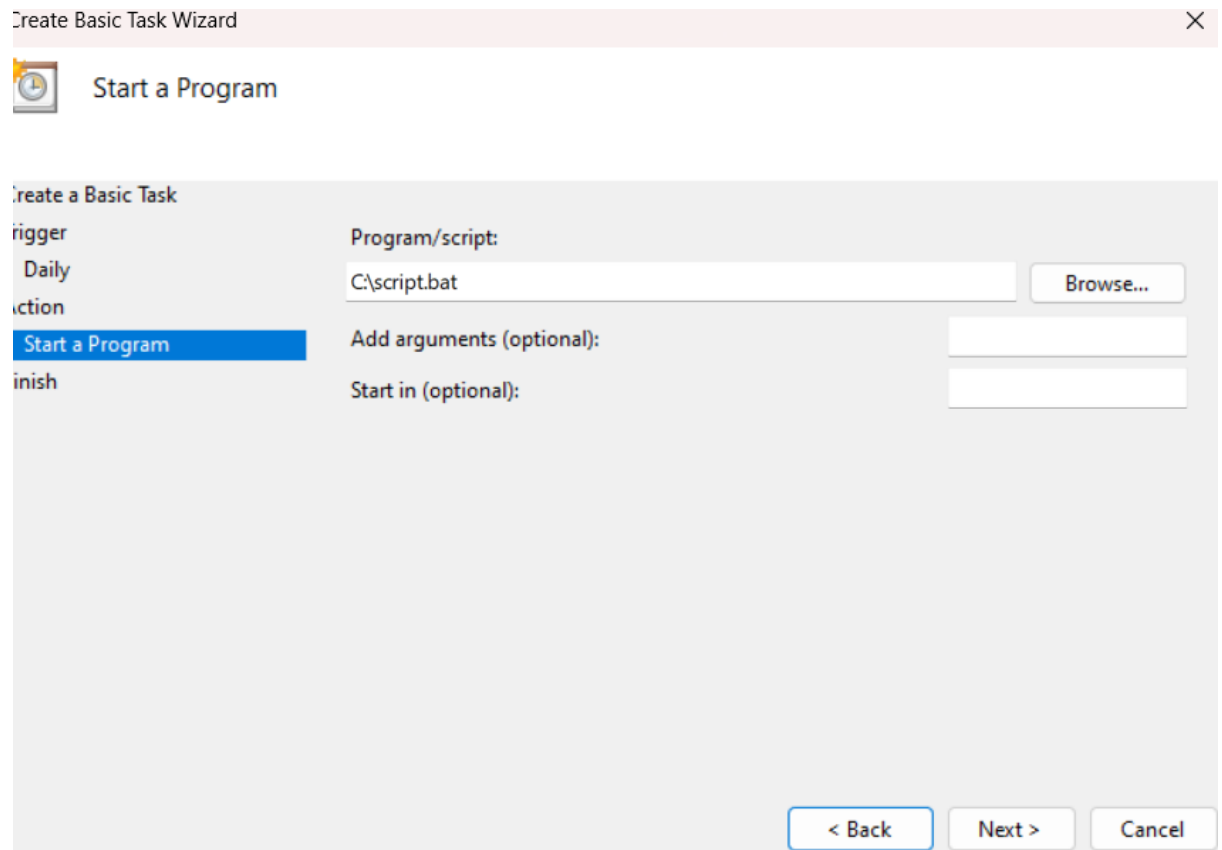 Create Basic Task Wizard
Start a Program
Create a Basic Task
Trigger
Daily
Action
Start a Program
Finish
Program/script:
C:\script.bat
Browse...
Add arguments (optional):
Start in (optional):
< Back
Next >
Cancel